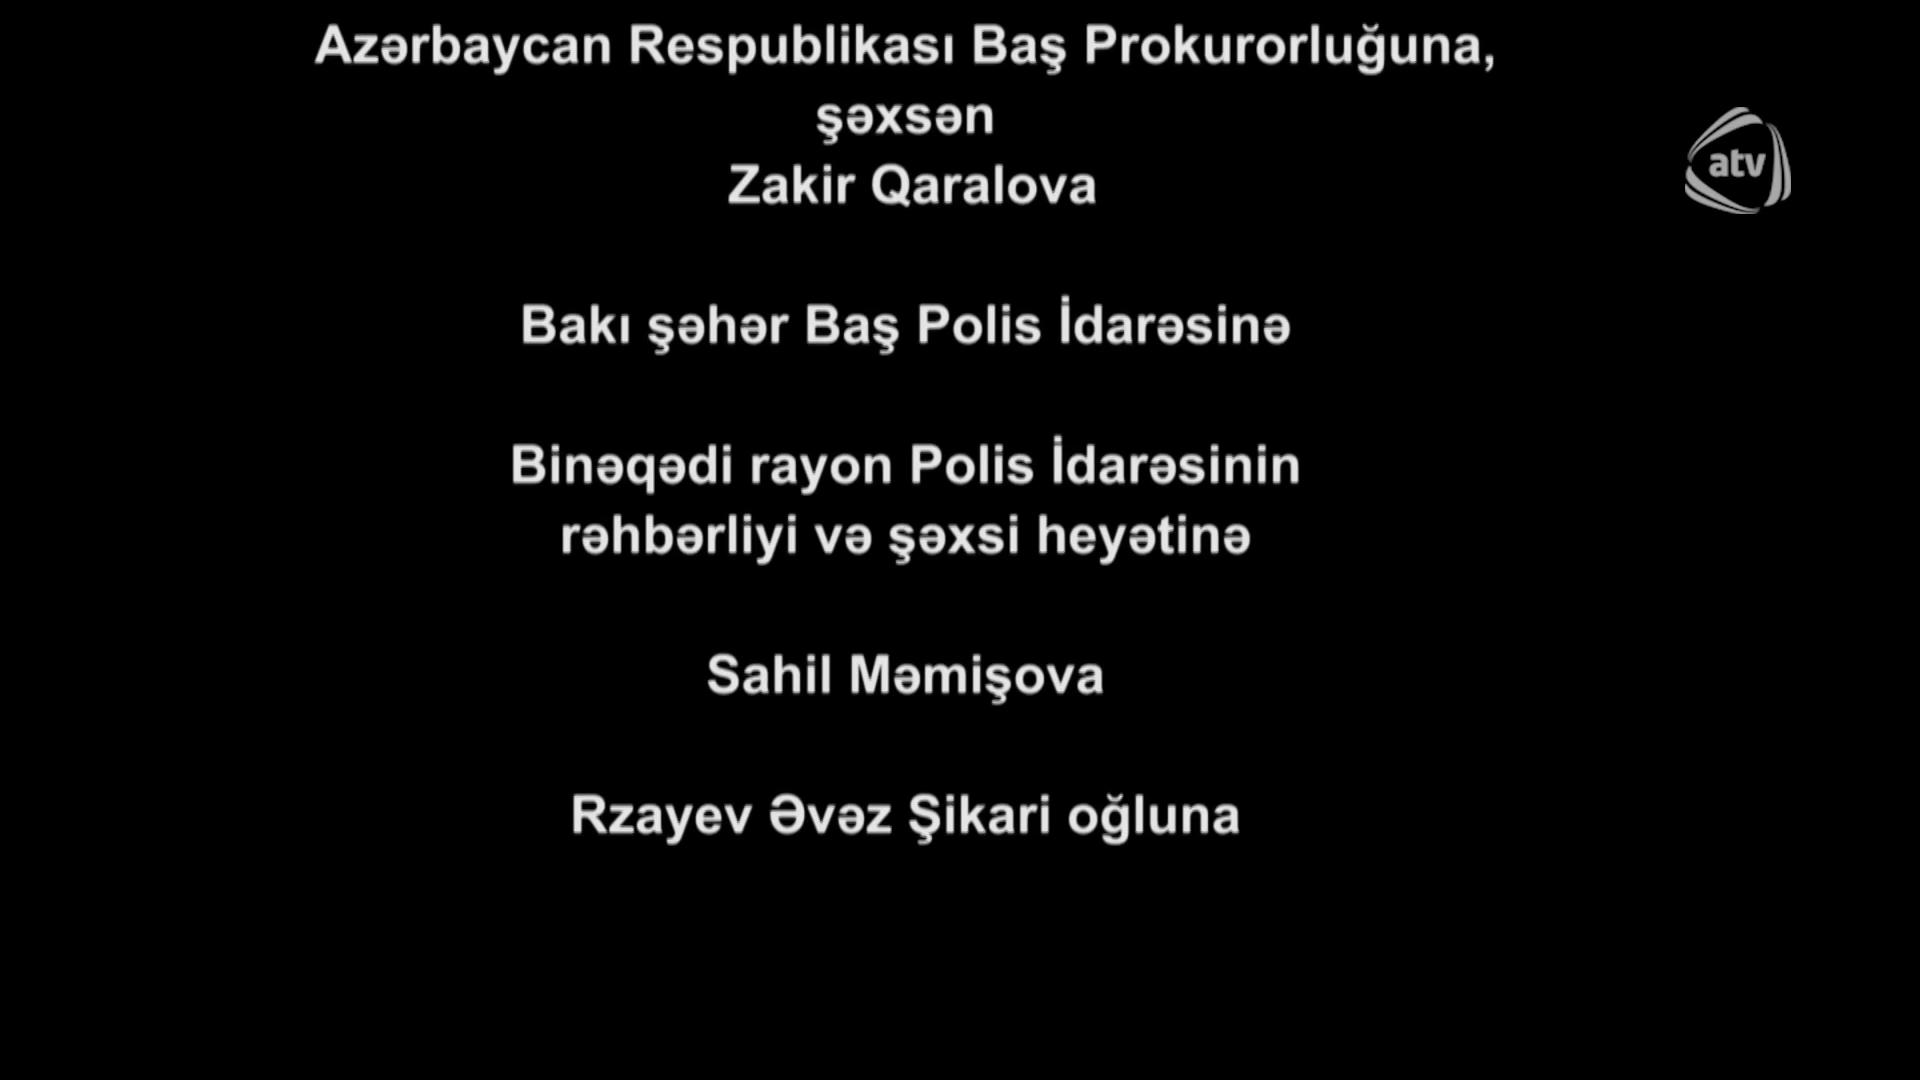 Azərbaycan Respublikası Baş Prokurorluğuna,
şəxsən
Zakir Qaralova
atv
Bakı şəhər Baş Polis İdarəsinə
Binəqədi rayon Polis İdarəsinin
rəhbərliyi və şəxsi heyətinə
Sahil Məmişova
Rzayev Əvəz Şikari oğluna